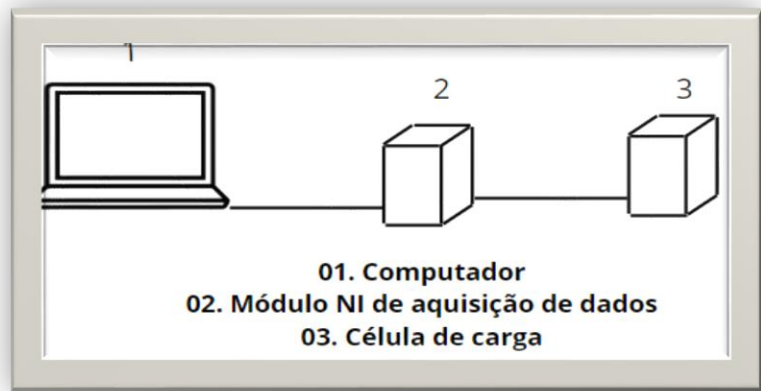 1
2
3
01. Computador
02. Módulo NI de aquisição de dados
03. Célula de carga